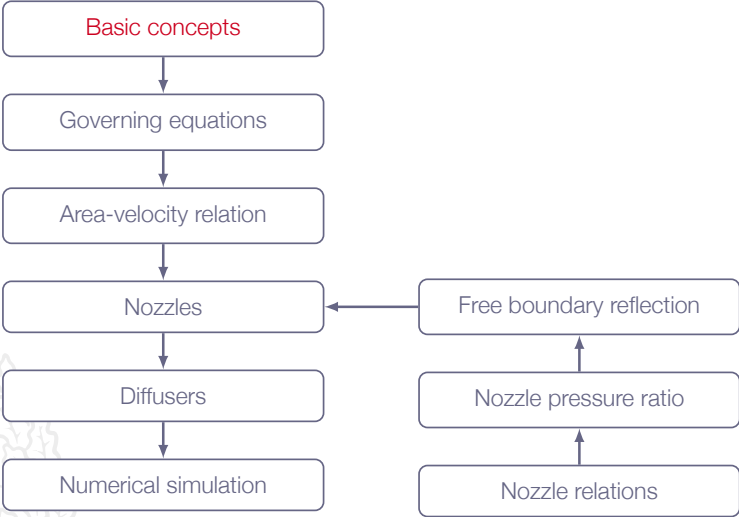 Basic concepts
Governing equations
Area-velocity relation
Nozzles
Free boundary reflection
Diffusers
Nozzle pressure ratio
Numerical simulation
Nozzle relations